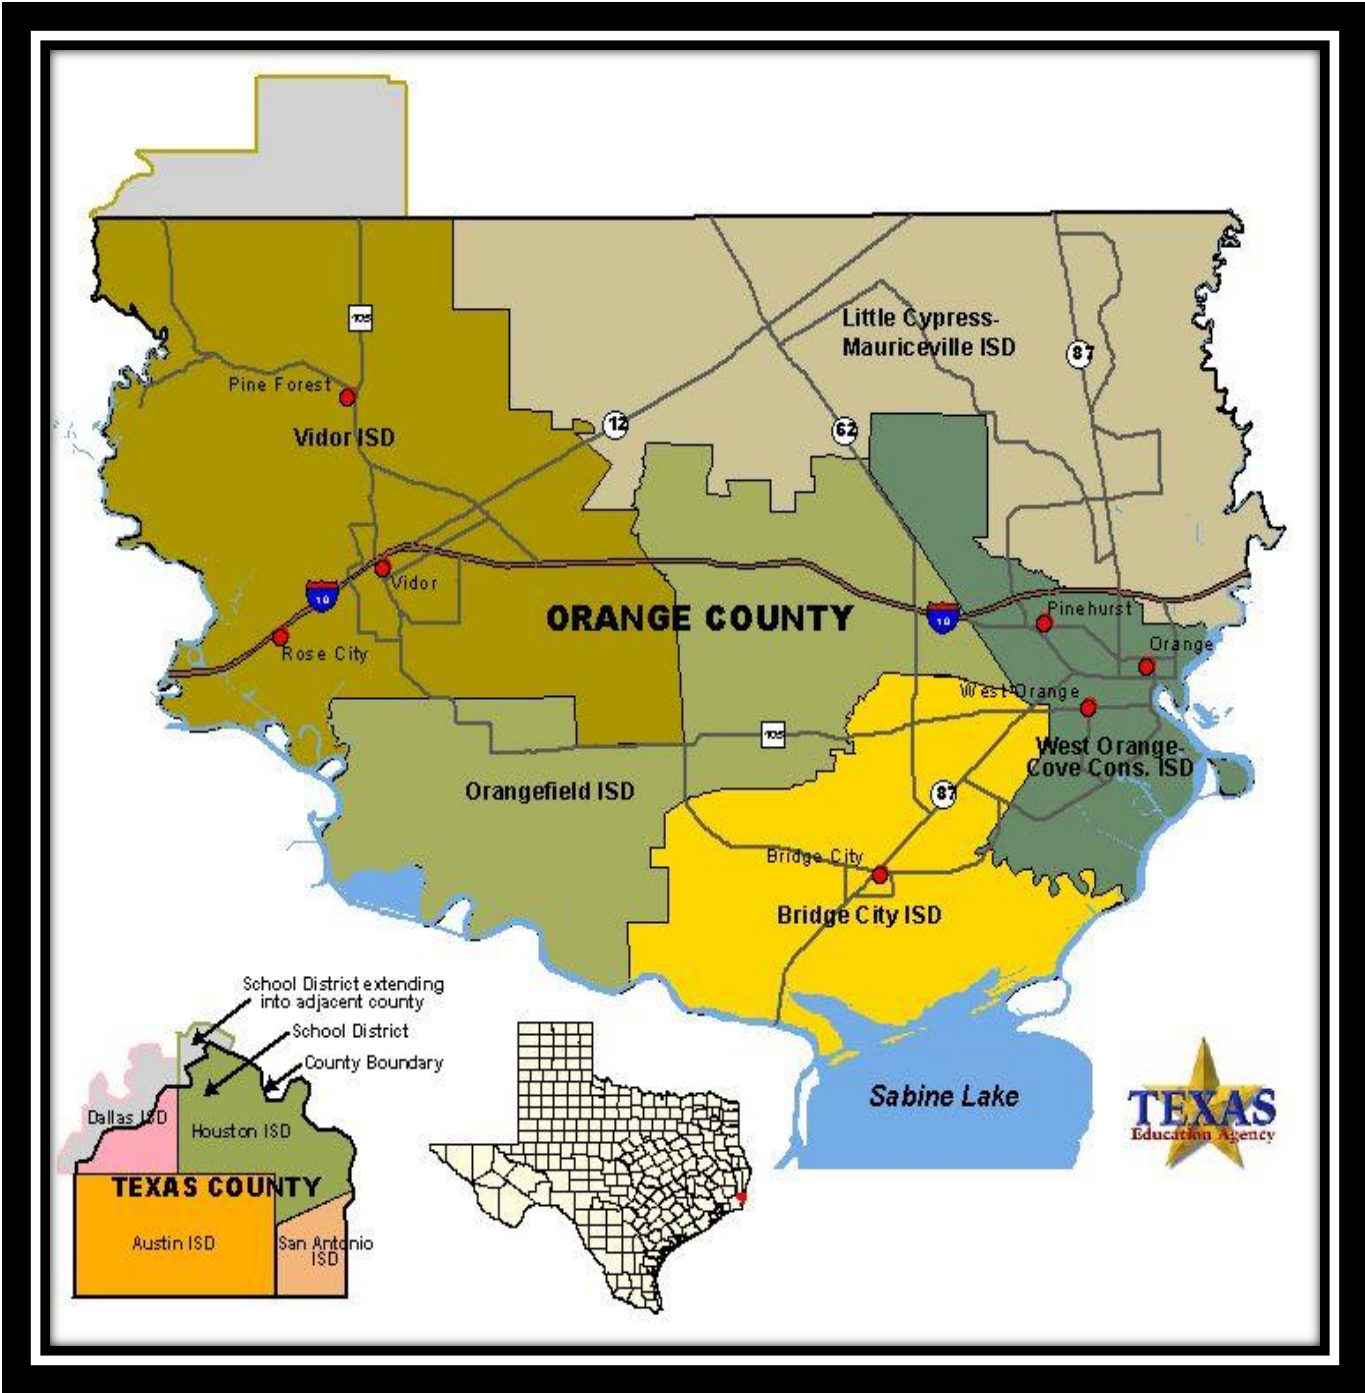 105
Little Cypress-
Mauriceville ISD
87
Pine Forest
12
62
Vidor ISD
Vidor
10
ORANGE COUNTY
10
Pinehurst
Rose City
Orange
West Orange
105
West Orange-
Cove Cons. ISD
Orangefield ISD
87
Bridge City
Bridge City ISD
School District extending
into adjacent county
School District
County Boundary
Dallas ISD
Houston ISD
TEXAS COUNTY
Austin ISD
San Antonio
ISD
Sabine Lake
TEXAS
Education Agency